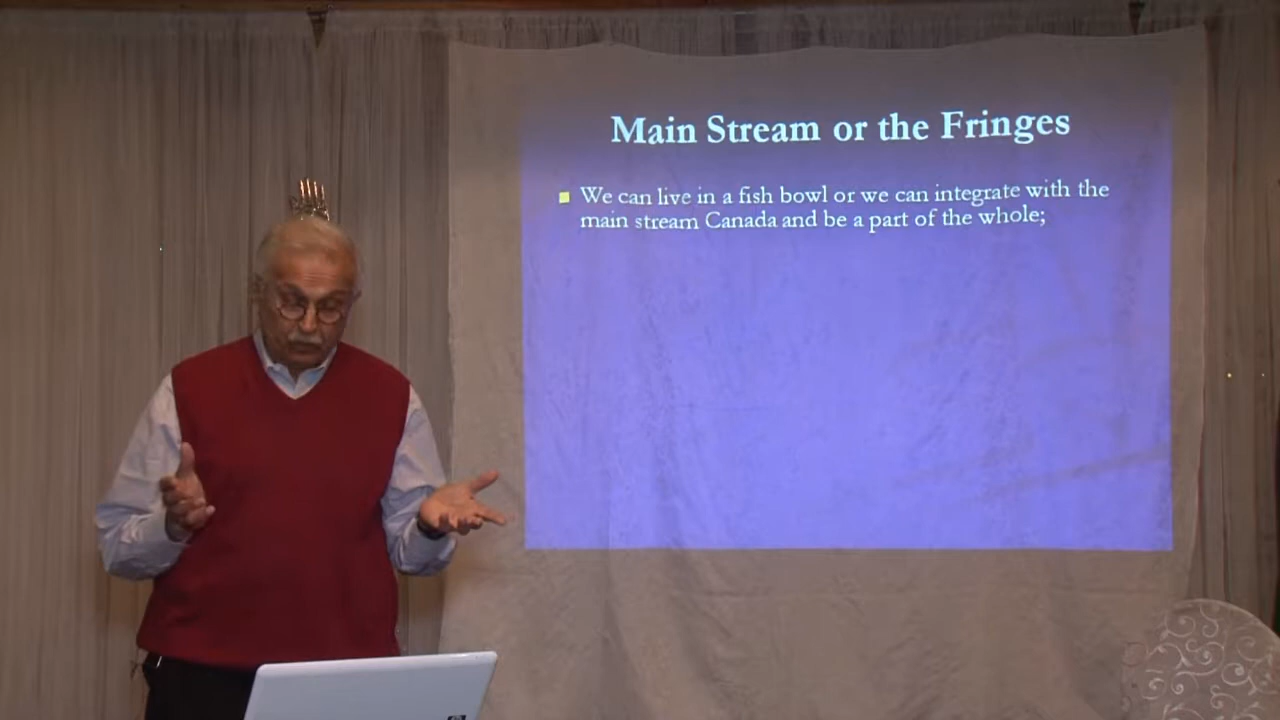 Main Stream or the Fringes
We can live in a fish bowl or we can integrate with the
main stream Canada and be a part of the whole;